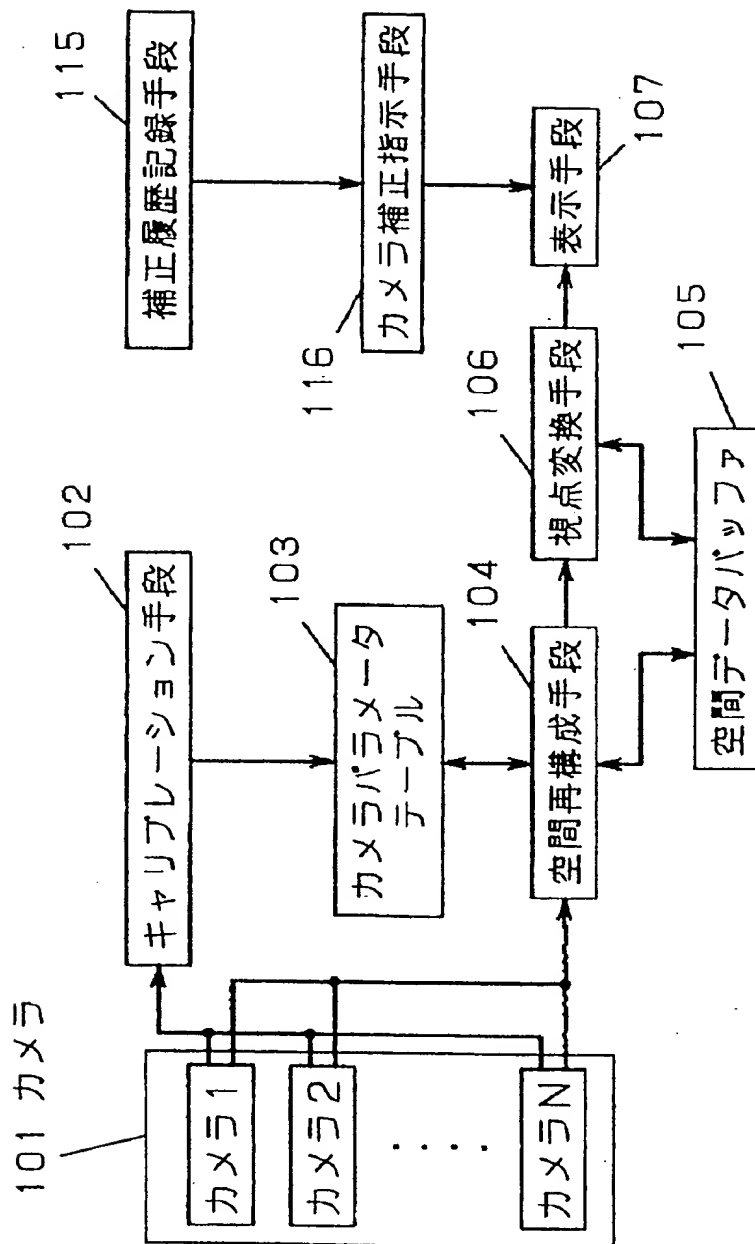 101 カメラ
カメラ1
カメラ2
・・・・
カメラN
102
キャリブレーション手段
103
カメラパラメータ
テーブル
104
空間再構成手段
105
空間データバッファ
106
視点変換手段
107
表示手段
115
補正履歴記録手段
116
カメラ補正指示手段